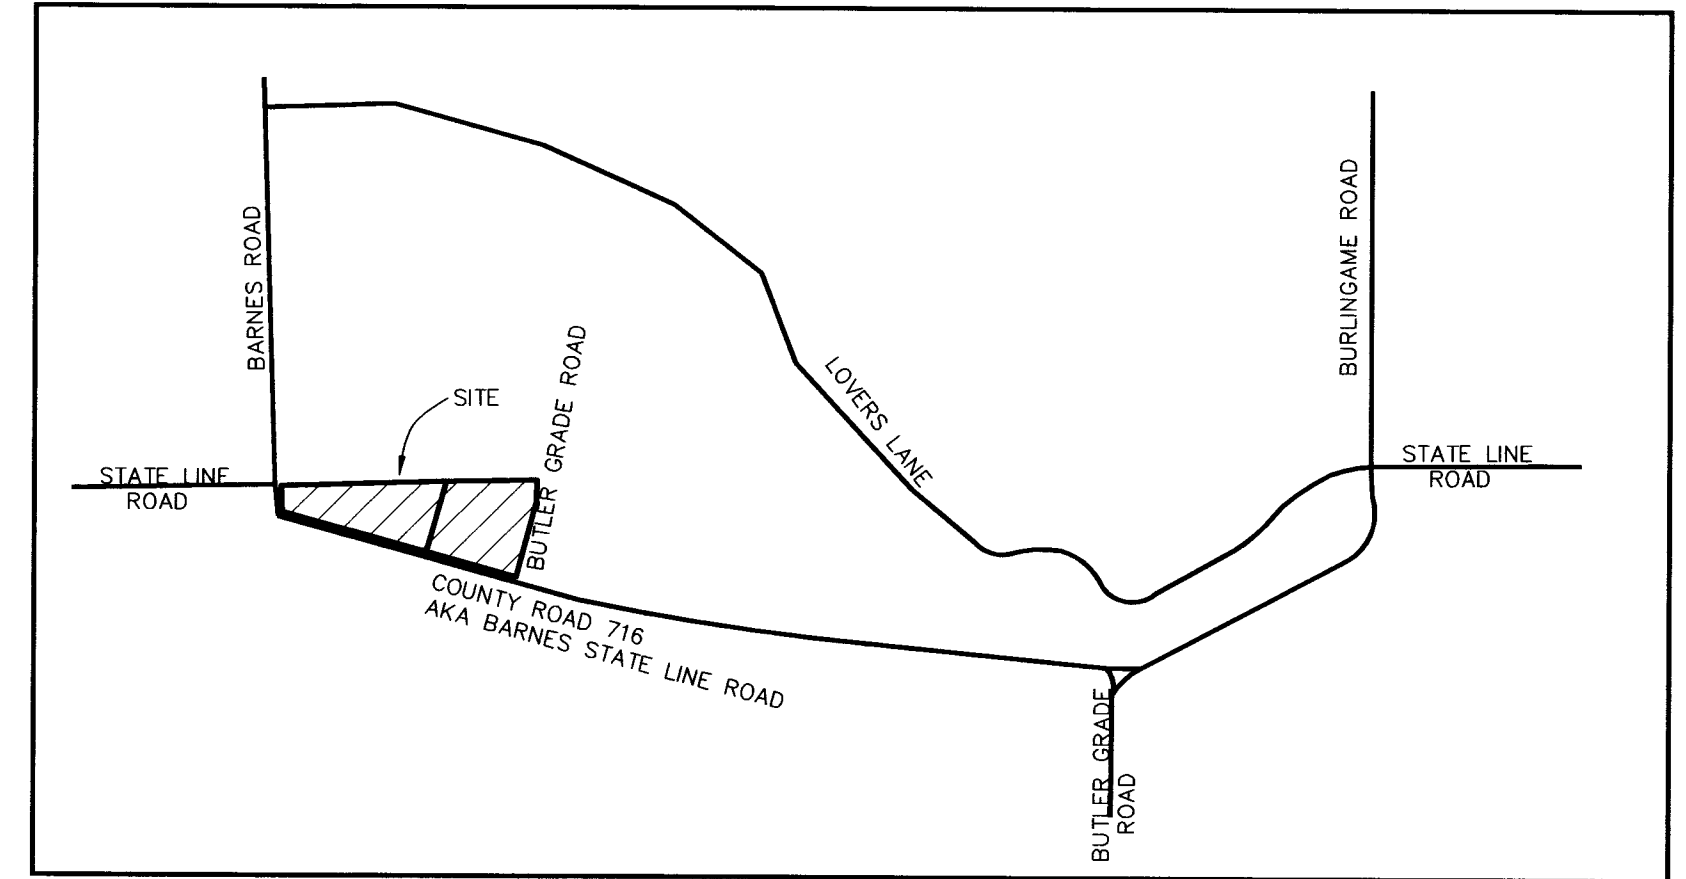 BARNES ROAD
BURLINGAME ROAD
BUTLER GRADE ROAD
LOVERS LANE
SITE
STATE LINE
ROAD
STATE LINE
ROAD
COUNTY ROAD 716
AKA BARNES STATE LINE ROAD
BUTLER GRADE
ROAD